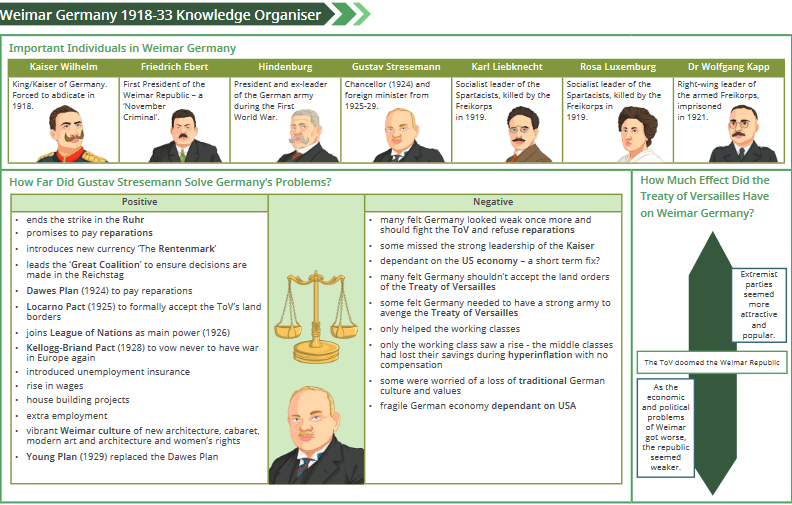 Weimar Germany 1918-33 Knowledge Organiser
Important Individuals in Weimar Germany
Kaiser Wilhelm
King/Kaiser of Germany.
Forced to abdicate in
1918.
Friedrich Ebert
First President of the
Weimar Republic – a
'November
Criminal'.
Hindenburg
President and ex-leader
of the German army
during the First
World War.
Gustav Stresemann
Chancellor (1924) and
foreign minister from
1925-29.
Karl Liebknecht
Socialist leader of the
Spartacists, killed by the
Freikorps
in 1919.
Rosa Luxemburg
Socialist leader of the
Spartacists, killed by the
Freikorps in
1919.
Dr Wolfgang Kapp
Right-wing leader of
the armed Freikorps,
imprisoned
in 1921.
How Far Did Gustav Stresemann Solve Germany's Problems?
Positive
• ends the strike in the Ruhr
• promises to pay reparations
• introduces new currency 'The Rentenmark'
• leads the 'Great Coalition' to ensure decisions are
made in the Reichstag
• Dawes Plan (1924) to pay reparations
• Locarno Pact (1925) to formally accept the ToV's land
borders
• joins League of Nations as main power (1926)
• Kellogg-Briand Pact (1928) to vow never to have war
in Europe again
• introduced unemployment insurance
• rise in wages
• house building projects
• extra employment
• vibrant Weimar culture of new architecture, cabaret,
modern art and architecture and women's rights
• Young Plan (1929) replaced the Dawes Plan
Negative
• many felt Germany looked weak once more and
should fight the ToV and refuse reparations
• some missed the strong leadership of the Kaiser
• dependant on the US economy – a short term fix?
• many felt Germany shouldn't accept the land orders
of the Treaty of Versailles
• some felt Germany needed to have a strong army to
avenge the Treaty of Versailles
• only helped the working classes
• only the working class saw a rise - the middle classes
had lost their savings during hyperinflation with no
compensation
• some were worried of a loss of traditional German
culture and values
• fragile German economy dependant on USA
How Much Effect Did the
Treaty of Versailles Have
on Weimar Germany?
Extremist
parties
seemed
more
attractive
and
popular.
The ToV doomed the Weimar Republic
As the
economic
and political
problems
of Weimar
got worse,
the republic
seemed
weaker.